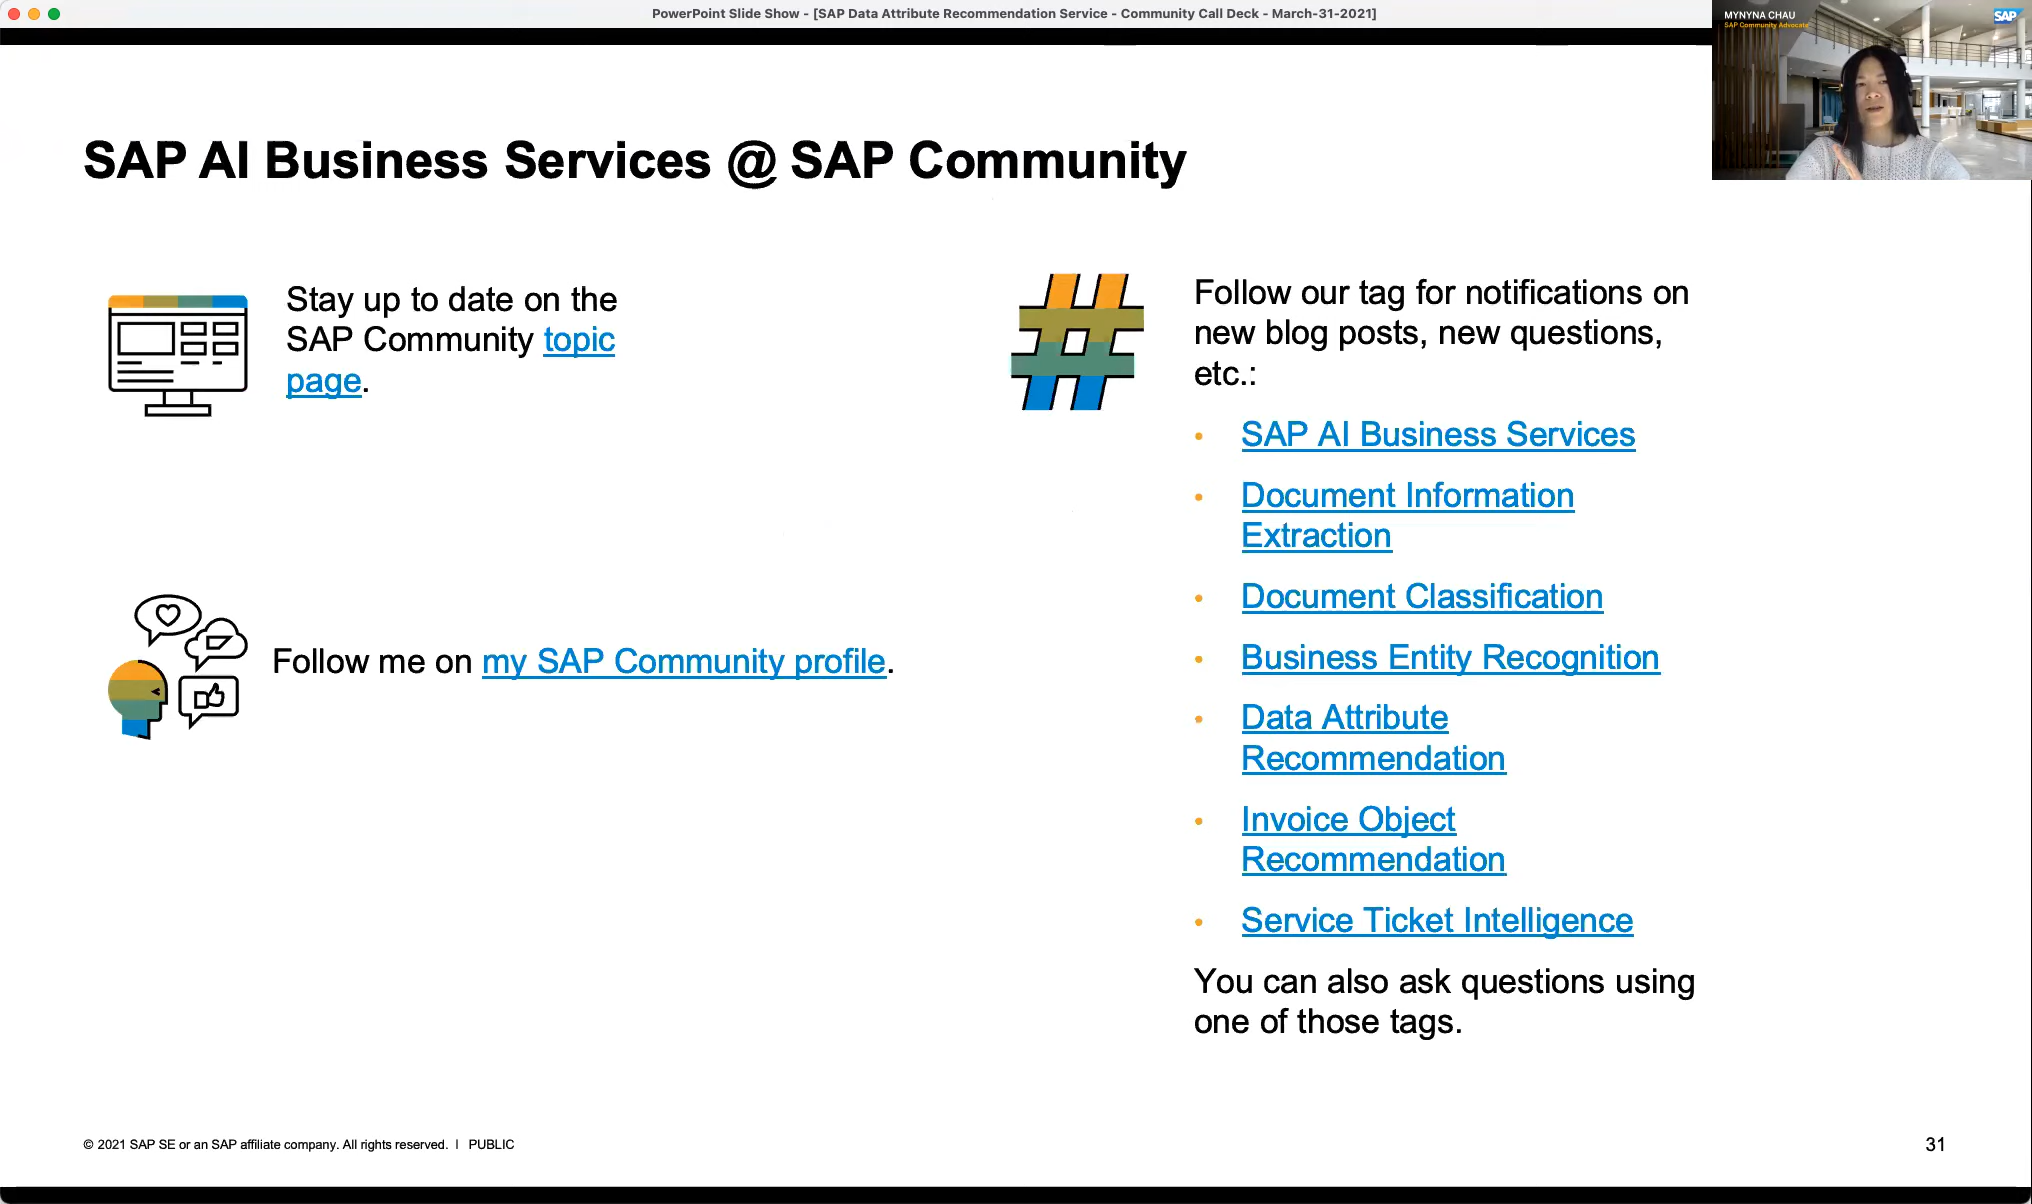 PowerPoint Slide Show - [SAP Data Attribute Recommendation Service - Community Call Deck - March-31-2021]
MYNYNA CHAU
SAP Community Advocate
SAP
SAP AI Business Services @ SAP Community
Stay up to date on the
SAP Community topic
page.
Follow me on my SAP Community profile.
Follow our tag for notifications on
new blog posts, new questions,
etc.:
• SAP AI Business Services
• Document Information
Extraction
• Document Classification
• Business Entity Recognition
• Data Attribute
Recommendation
• Invoice Object
Recommendation
• Service Ticket Intelligence
You can also ask questions using
one of those tags.
© 2021 SAP SE or an SAP affiliate company. All rights reserved. | PUBLIC
31